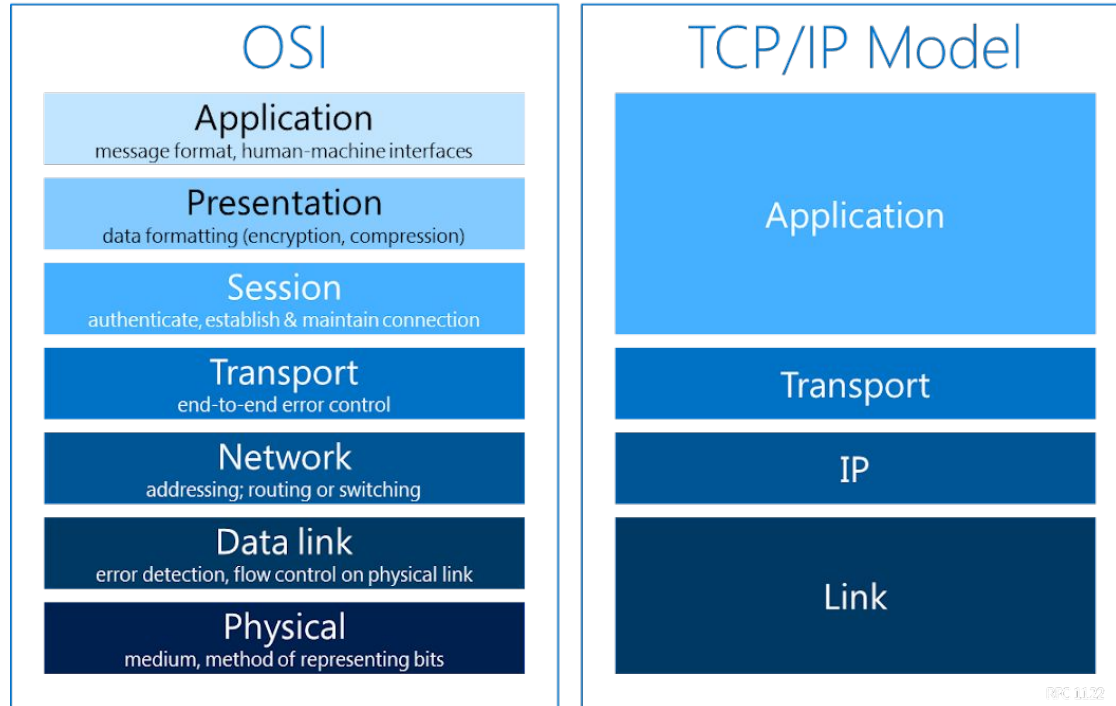 OSI
Application
message format, human-machine interfaces
Presentation
data formatting (encryption, compression)
Session
authenticate, establish & maintain connection
Transport
end-to-end error control
Network
addressing; routing or switching
Data link
error detection, flow control on physical link
Physical
medium, method of representing bits
TCP/IP Model
Application
Transport
IP
Link
RFC 1122